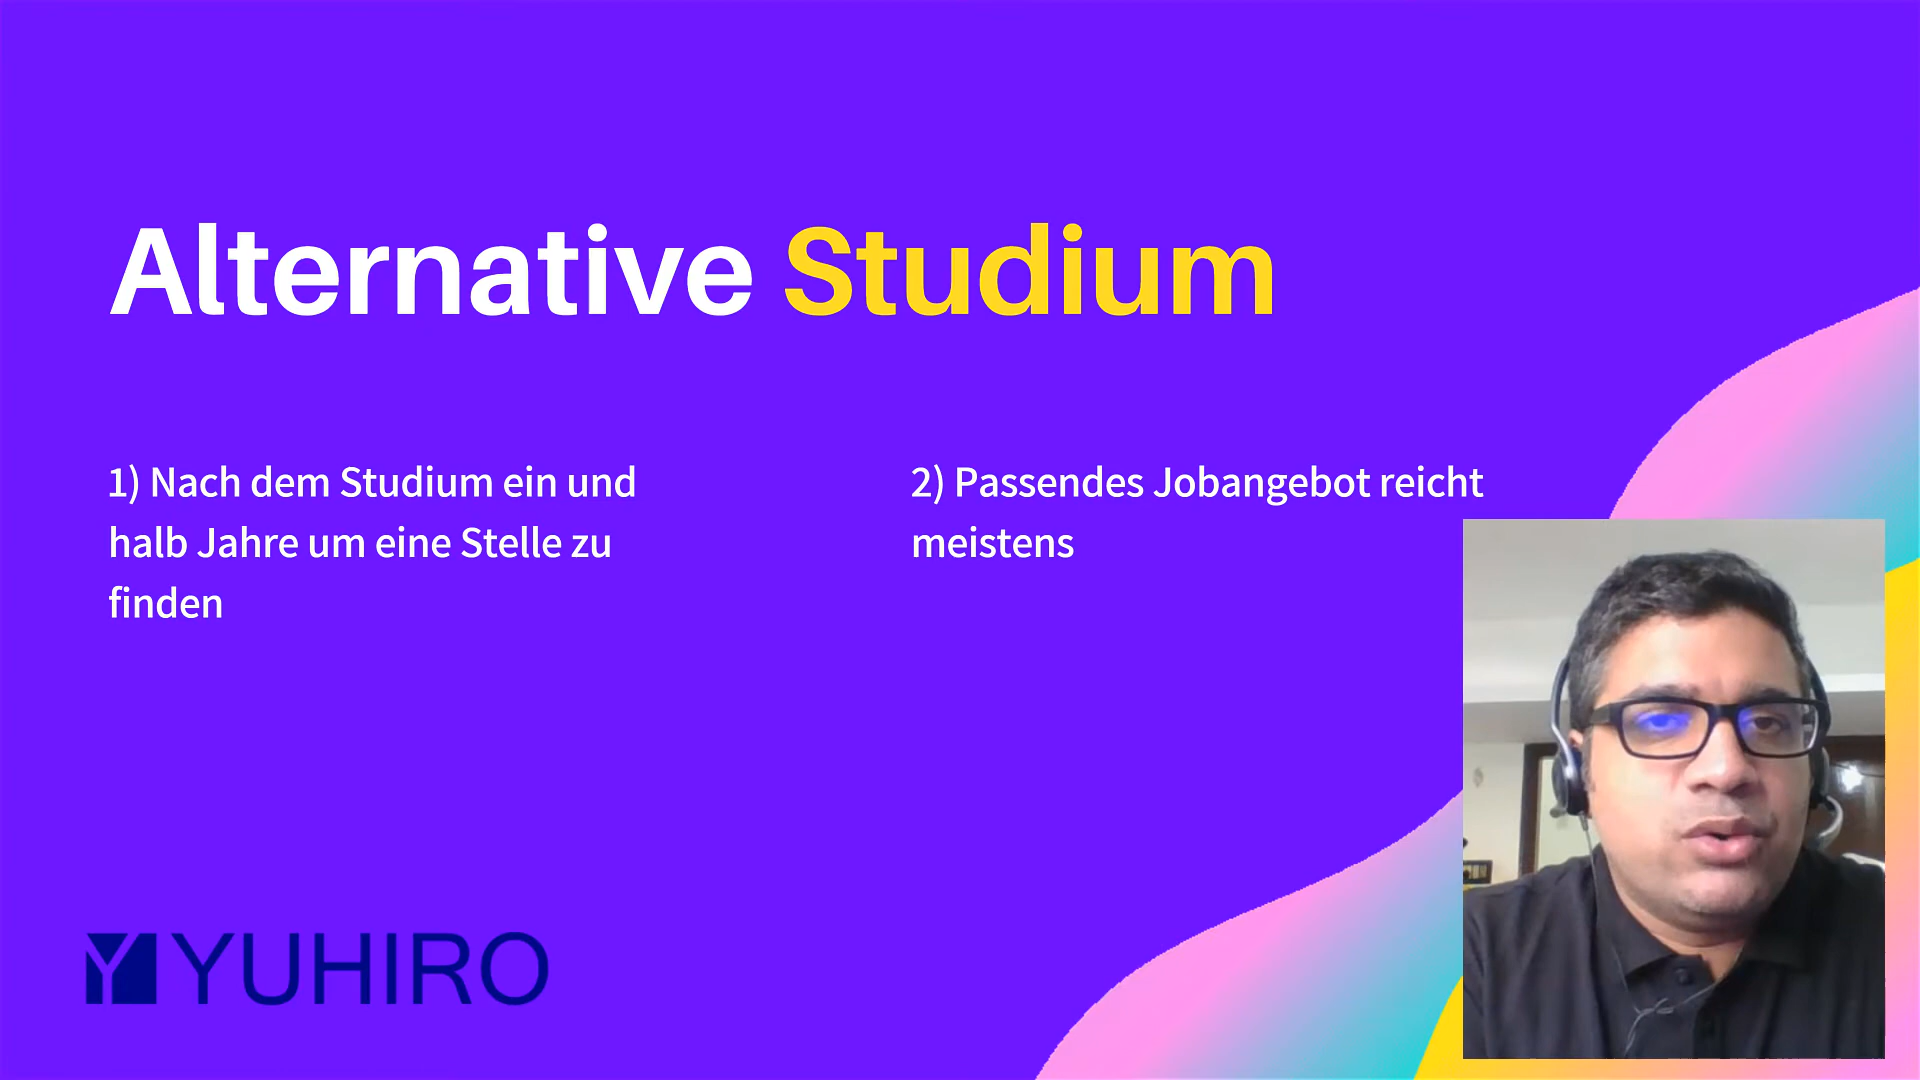 Alternative Studium
1) Nach dem Studium ein und
halb Jahre um eine Stelle zu
finden
2) Passendes Jobangebot reicht
meistens
YUHIRO